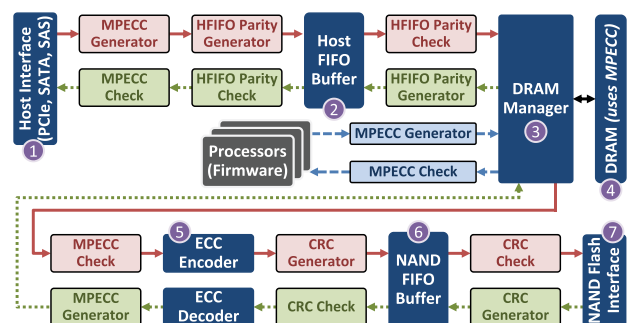 Host Interface
(PCIe, SATA, SAS)
1
MPECC
Generator
HFIFO Parity
Generator
Host
FIFO
Buffer
2
HFIFO Parity
Check
MPECC
Check
HFIFO Parity
Check
HFIFO Parity
Generator
DRAM
Manager
3
DRAM (uses MPECC)
4
Processors
(Firmware)
MPECC Generator
MPECC Check
MPECC
Check
5
ECC
Encoder
CRC
Generator
6
NAND
FIFO
Buffer
CRC
Check
7
NAND Flash
Interface
MPECC
Generator
ECC
Decoder
CRC Check
CRC
Generator